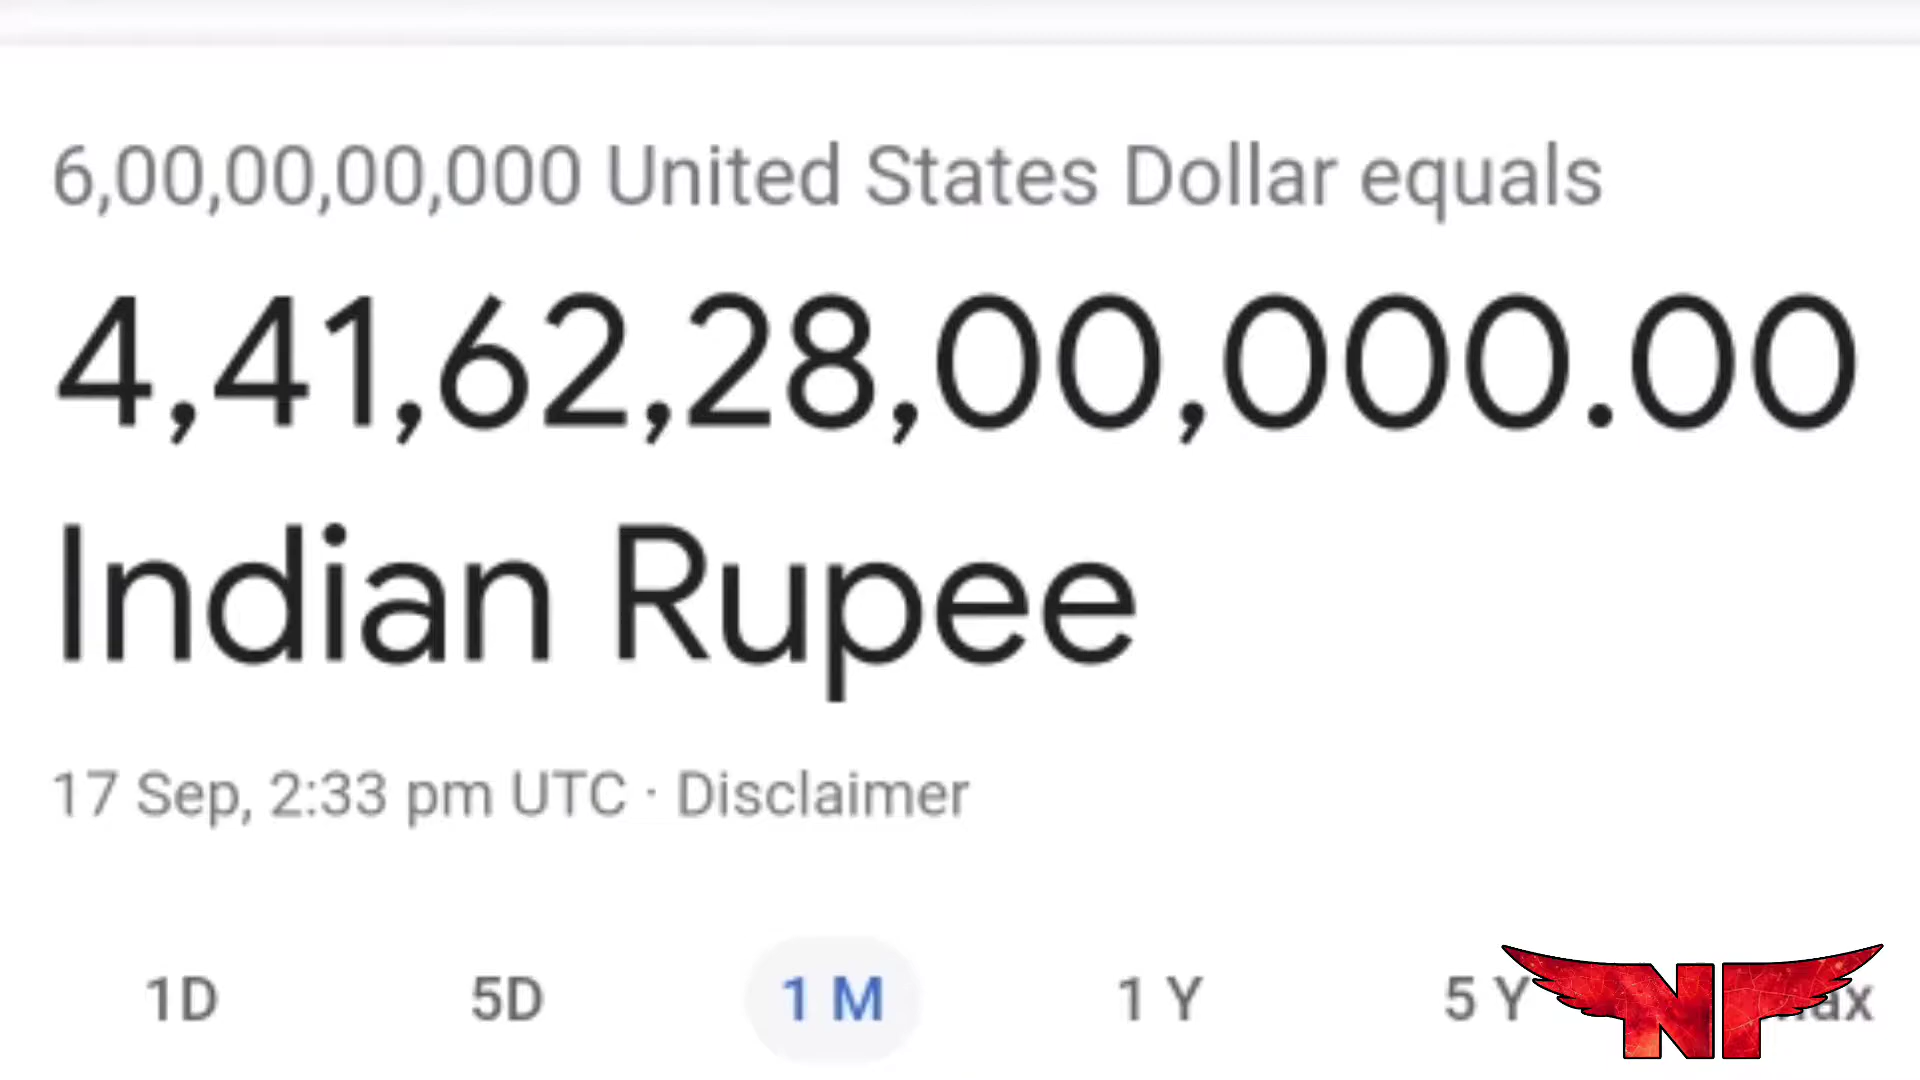 6,00,00,00,000 United States Dollar equals
4,41,62,28,00,000.00
Indian Rupee
17 Sep, 2:33 pm UTC · Disclaimer
1D 5D 1 M 1 Y 5 Y